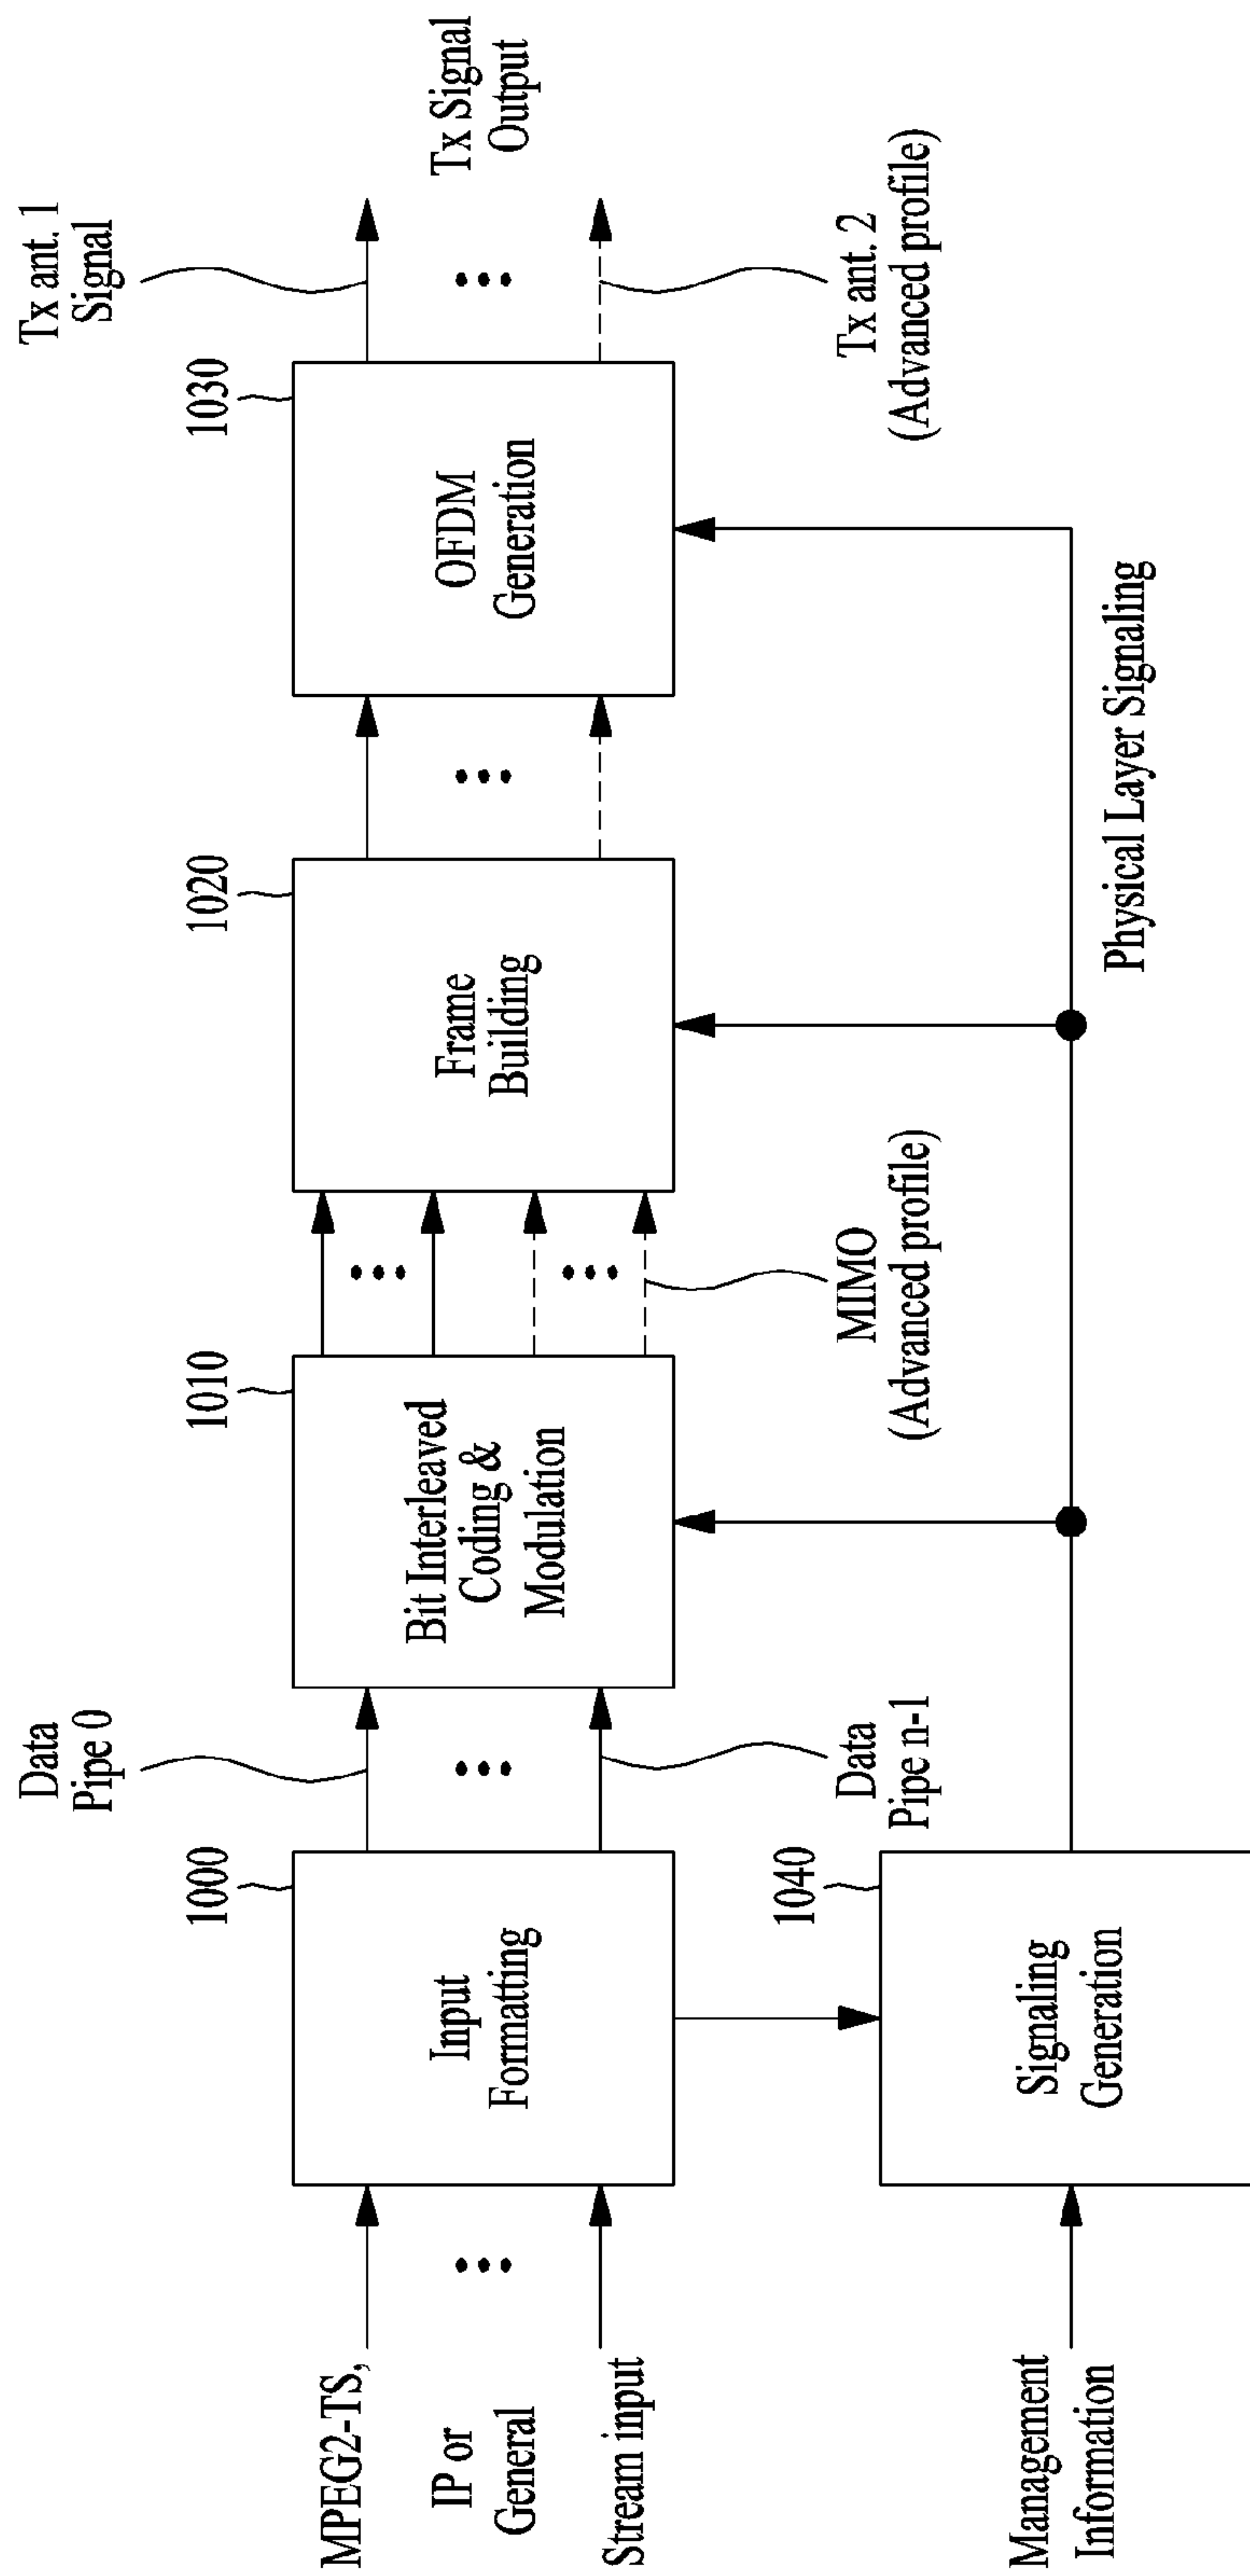 MPEG2-TS,
IP or
General
Stream input
Management
Information
1000
Input
Formatting
1040
Signaling
Generation
Data
Pipe 0
Data
Pipe n-1
1010
Bit Interleaved
Coding &
Modulation
MIMO
(Advanced profile)
1020
Frame
Building
Physical Layer Signaling
1030
OFDM
Generation
Tx ant. 1
Signal
Tx ant. 2
(Advanced profile)
Tx Signal
Output